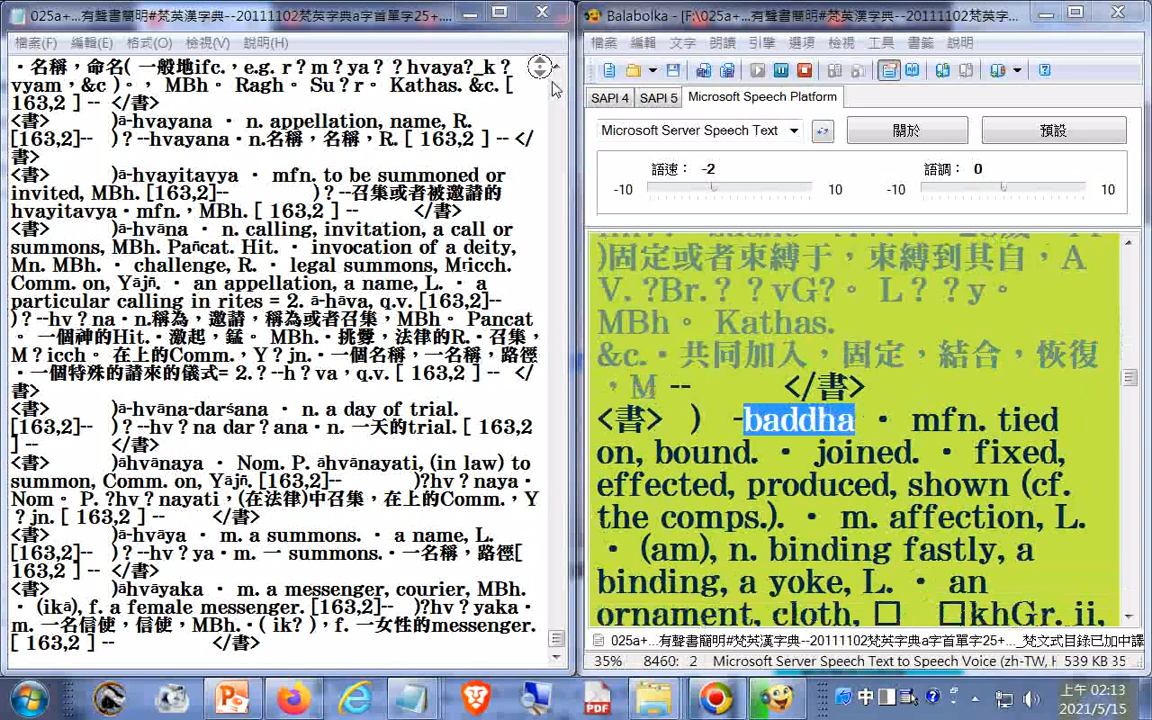 025a+...有聲書簡明#梵英漢字典--20111102梵英字典a字首單字25+...
檔案(F) 編輯(E) 格式(O) 檢視(V) 說明(H)
‧名稱，命名( 一般地ifc.，e.g. r？m？ya？？hvaya?_k？
vyam，&c )。， MBh。 Ragh。 Su？r。 Kathas. &c. [
163,2 ] -- </書>
<書> )ā-hvayana ‧ n. appellation, name, R.
[163,2]-- )？--hvayana‧n.名稱，名稱，R. [ 163,2 ] -- </
書>
<書> )ā-hvayitavya ‧ mfn. to be summoned or
invited, MBh. [163,2]-- )？--召集或者被邀請的
hvayitavya‧mfn.，MBh. [ 163,2 ] -- </書>
<書> )ā-hvāna ‧ n. calling, invitation, a call or
summons, MBh. Pañcat. Hit. ‧ invocation of a deity,
Mn. MBh. ‧ challenge, R. ‧ legal summons, Mṛicch.
Comm. on, Yājñ. ‧ an appellation, a name, L. ‧ a
particular calling in rites = 2. ā-hāva, q.v. [163,2]--
)？--hv？na‧n.稱為，邀請，稱為或者召集，MBh。 Pancat
。一個神的Hit.‧激起，錳。 MBh.‧挑釁，法律的R.‧召集，
M？icch。 在上的Comm.，Y？jn.‧一個名稱，一名稱，路徑
‧一個特殊的請來的儀式= 2.？--h？va，q.v. [ 163,2 ] -- </
書>
<書> )ā-hvāna-darśana ‧ n. a day of trial.
[163,2]-- )？--hv？na dar？ana‧n. 一天的trial. [ 163,2
] -- </書>
<書> )āhvānaya ‧ Nom. P. āhvānayati, (in law) to
summon, Comm. on, Yājñ. [163,2]-- )?hv？naya‧
Nom。 P. ?hv？nayati，(在法律)中召集，在上的Comm.，Y
？jn. [ 163,2 ] -- </書>
<書> )ā-hvāya ‧ m. a summons. ‧ a name, L.
[163,2]-- )？--hv？ya‧m. 一 summons.‧一名稱，路徑[
163,2 ] -- </書>
<書> )āhvāyaka ‧ m. a messenger, courier, MBh.
‧ (ikā), f. a female messenger. [163,2]-- )?hv？yaka‧
m. 一名信使，信使，MBh.‧( ik？)，f. 一女性的messenger.
[ 163,2 ] -- </書>
Balabolka - [F:\025a+...有聲書簡明#梵英漢字典--20111102梵英字...
檔案 編輯 文字 朗讀 引擎 選項 檢視 工具 書籤 說明
SAPI 4 SAPI 5 Microsoft Speech Platform
Microsoft Server Speech Text 關於 預設
語速: -2 語調: 0
-10 10 -10 10
)固定或者束縛于，束縛到其自，A
V. ?Br.？？vG?。 L？？y。
MBh。 Kathas.
&c.‧共同加入，固定，結合，恢復
，M -- </書>
<書> ) -baddha ‧ mfn. tied
on, bound. ‧ joined. ‧ fixed,
effected, produced, shown (cf.
the comps.). ‧ m. affection, L.
‧ (am), n. binding fastly, a
binding, a yoke, L. ‧ an
ornament, cloth, □ □khGr. ii,
025a+...有聲書簡明#梵英漢字典--20111102梵英字典a字首單字25+..._梵文式目錄已加中譯
35% 8460: 2 Microsoft Server Speech Text to Speech Voice (zh-TW, H 539 KB 35
PDF 中
上午 02:13
2021/5/15